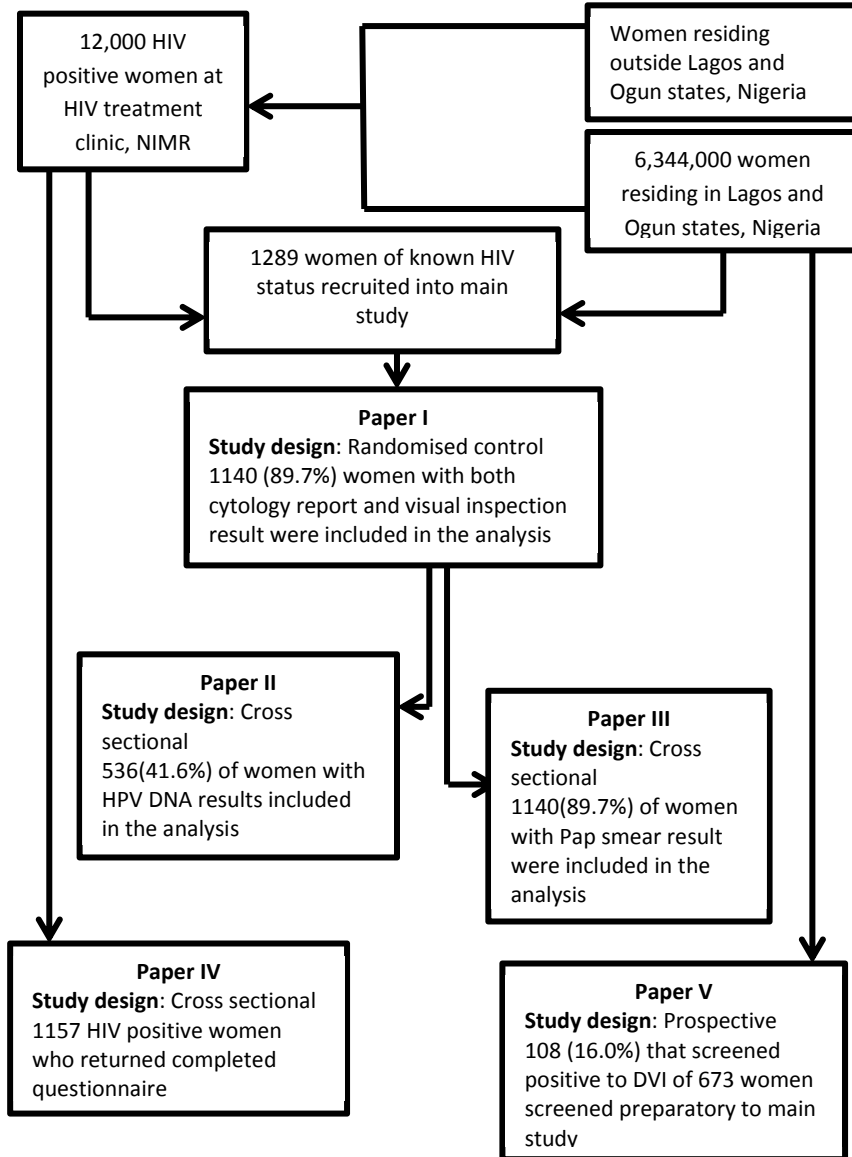 12,000 HIV
positive women at
HIV treatment
clinic, NIMR
Women residing
outside Lagos and
Ogun states, Nigeria
6,344,000 women
residing in Lagos and
Ogun states, Nigeria
1289 women of known HIV
status recruited into main
study
Paper I
Study design: Randomised control
1140 (89.7%) women with both
cytology report and visual inspection
result were included in the analysis
Paper II
Study design: Cross
sectional
536(41.6%) of women with
HPV DNA results included
in the analysis
Paper III
Study design: Cross
sectional
1140(89.7%) of women
with Pap smear result
were included in the
analysis
Paper IV
Study design: Cross sectional
1157 HIV positive women
who returned completed
questionnaire
Paper V
Study design: Prospective
108 (16.0%) that screened
positive to DVI of 673 women
screened preparatory to main
study